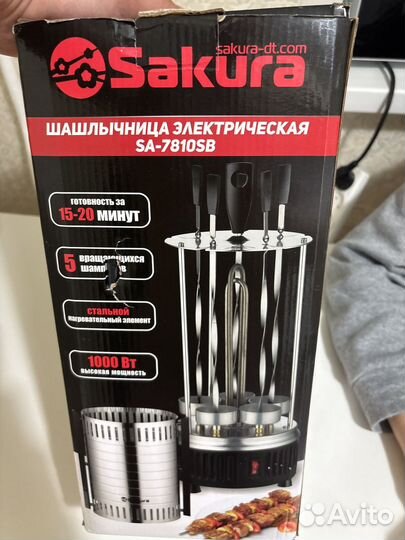 sakura-dt.com
Sakura
ШАШЛЫЧНИЦА ЭЛЕКТРИЧЕСКАЯ
SA-7810SB
готовность за
15-20 МИНУТ
5 вращающихся
стальной
нагревательный элемент
1000 Вт
высокая мощность
Sakura
Avito